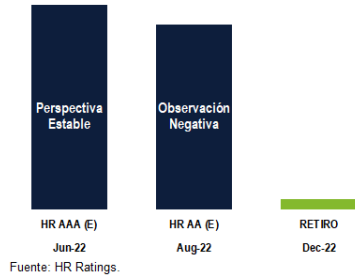 Perspectiva
Estable
Observación
Negativa
HR AAA (E)
HR AA (E)
RETIRO
Jun-22
Aug-22
Dec-22
Fuente: HR Ratings.